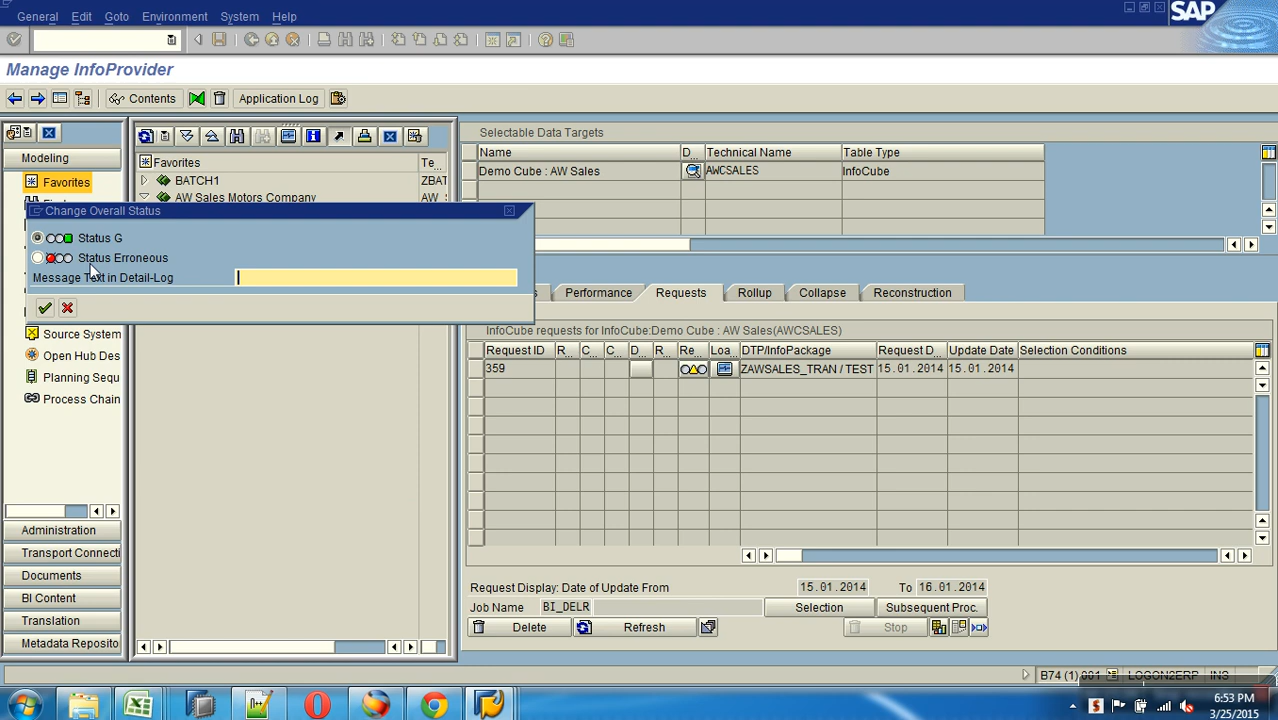 General Edit Goto Environment System Help
SAP
Manage InfoProvider
Contents Application Log
Modeling
Favorites
Source System
Open Hub Des
Planning Sequ
Process Chain
Administration
Transport Connecti
Documents
BI Content
Translation
Metadata Reposito
Favorites Te...
BATCH1 ZBAT
AW Sales Motors Company AW_
Change Overall Status
Status G
Status Erroneous
Message Text in Detail-Log
Selectable Data Targets
Name D... Technical Name Table Type
Demo Cube : AW Sales AWCSALES InfoCube
s Performance Requests Rollup Collapse Reconstruction
InfoCube requests for InfoCube:Demo Cube : AW Sales(AWCSALES)
Request ID R... C... C... D... R... Re... Loa... DTP/InfoPackage Request D... Update Date Selection Conditions
359 ZAWSALES_TRAN / TEST 15.01.2014 15.01.2014
Request Display: Date of Update From 15.01.2014 To 16.01.2014
Job Name BI_DELR Selection Subsequent Proc.
Delete Refresh Stop
B74 (1) 001 LOGON2ERP INS
6:53 PM
3/25/2015